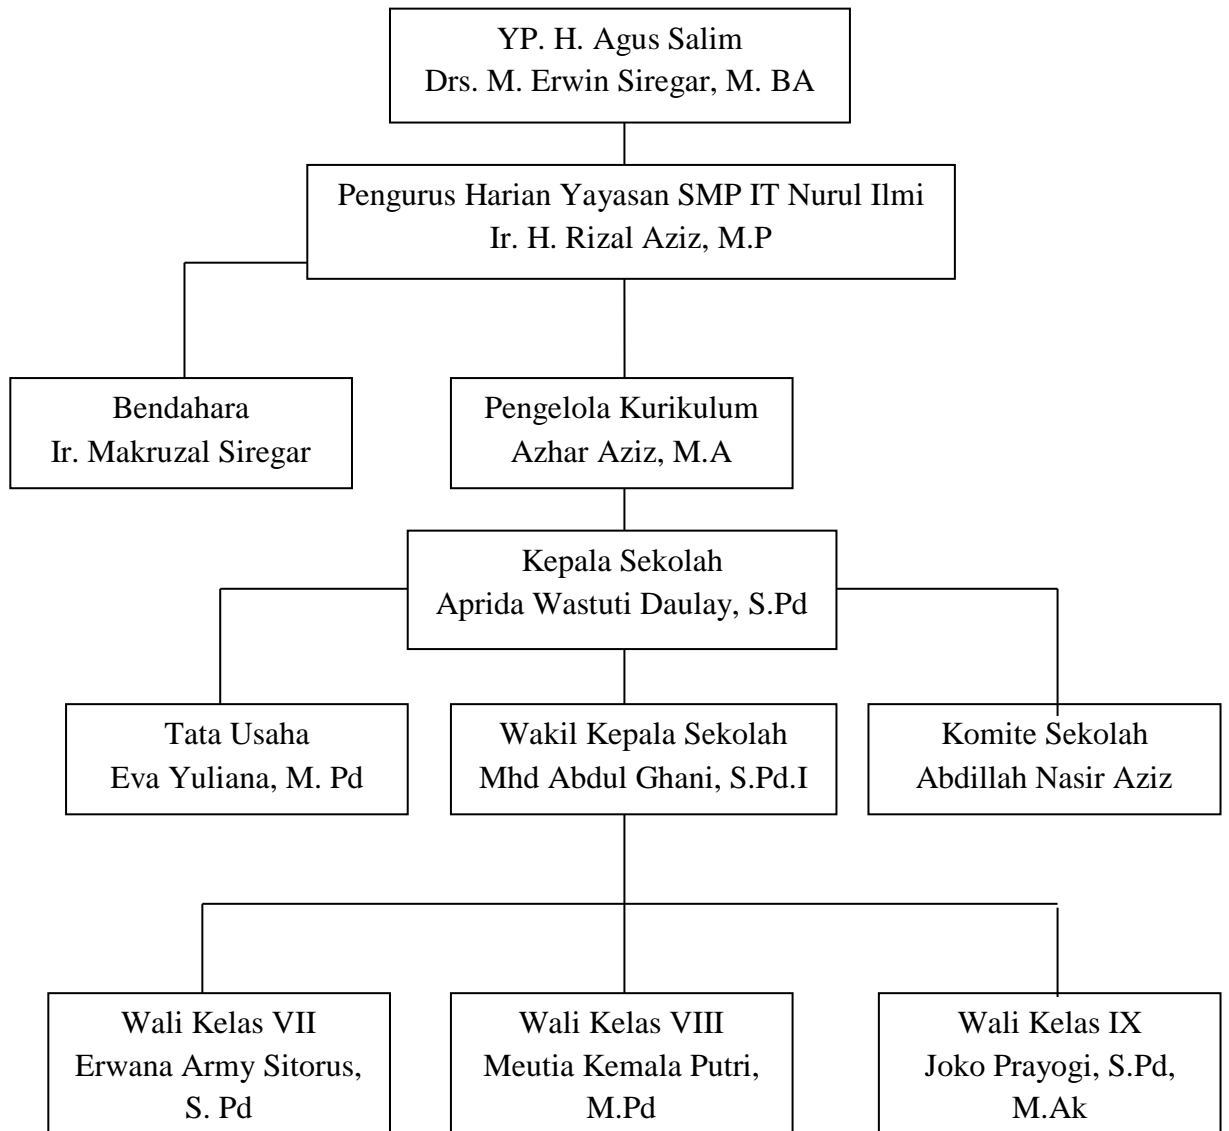 YP. H. Agus Salim
Drs. M. Erwin Siregar, M. BA
Pengurus Harian Yayasan SMP IT Nurul Ilmi
Ir. H. Rizal Aziz, M.P
Bendahara
Ir. Makruzal Siregar
Pengelola Kurikulum
Azhar Aziz, M.A
Kepala Sekolah
Aprida Wastuti Daulay, S.Pd
Tata Usaha
Eva Yuliana, M. Pd
Wakil Kepala Sekolah
Mhd Abdul Ghani, S.Pd.I
Komite Sekolah
Abdillah Nasir Aziz
Wali Kelas VII
Erwana Army Sitorus,
S. Pd
Wali Kelas VIII
Meutia Kemala Putri,
M.Pd
Wali Kelas IX
Joko Prayogi, S.Pd,
M.Ak